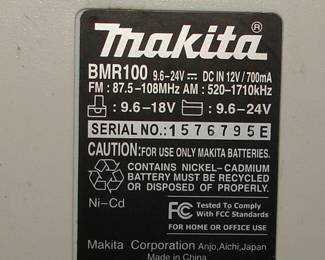 makita®
BMR100 9.6-24V ⎓ DC IN 12V/700mA
FM : 87.5-108MHz AM : 520-1710kHz
: 9.6-18V : 9.6-24V
SERIAL NO.: 1576795E
CAUTION: FOR USE ONLY MAKITA BATTERIES.
CONTAINS NICKEL-CADMIUM
BATTERY MUST BE RECYCLED
OR DISPOSED OF PROPERLY.
Ni-Cd
FC Tested To Comply
With FCC Standards
FOR HOME OR OFFICE USE
Makita Corporation Anjo,Aichi,Japan
Made in China